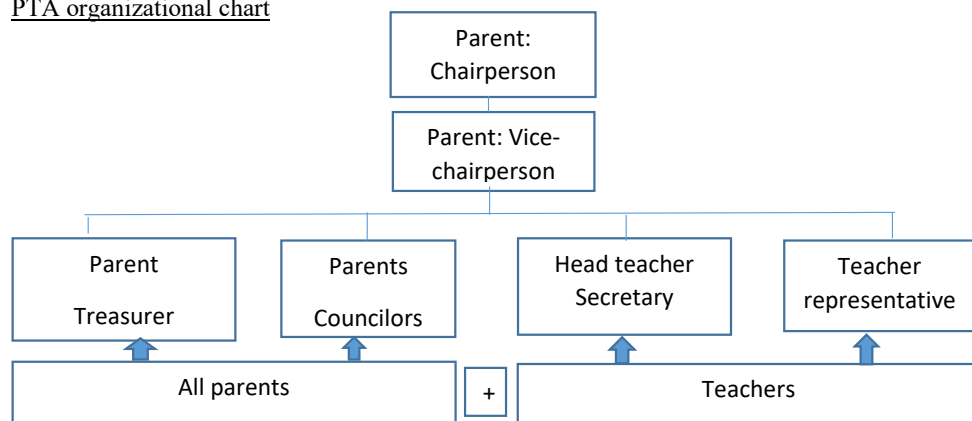 PTA organizational chart
Parent:
Chairperson
Parent: Vice-
chairperson
Parent
Treasurer
Parents
Councilors
Head teacher
Secretary
Teacher
representative
All parents
+
Teachers